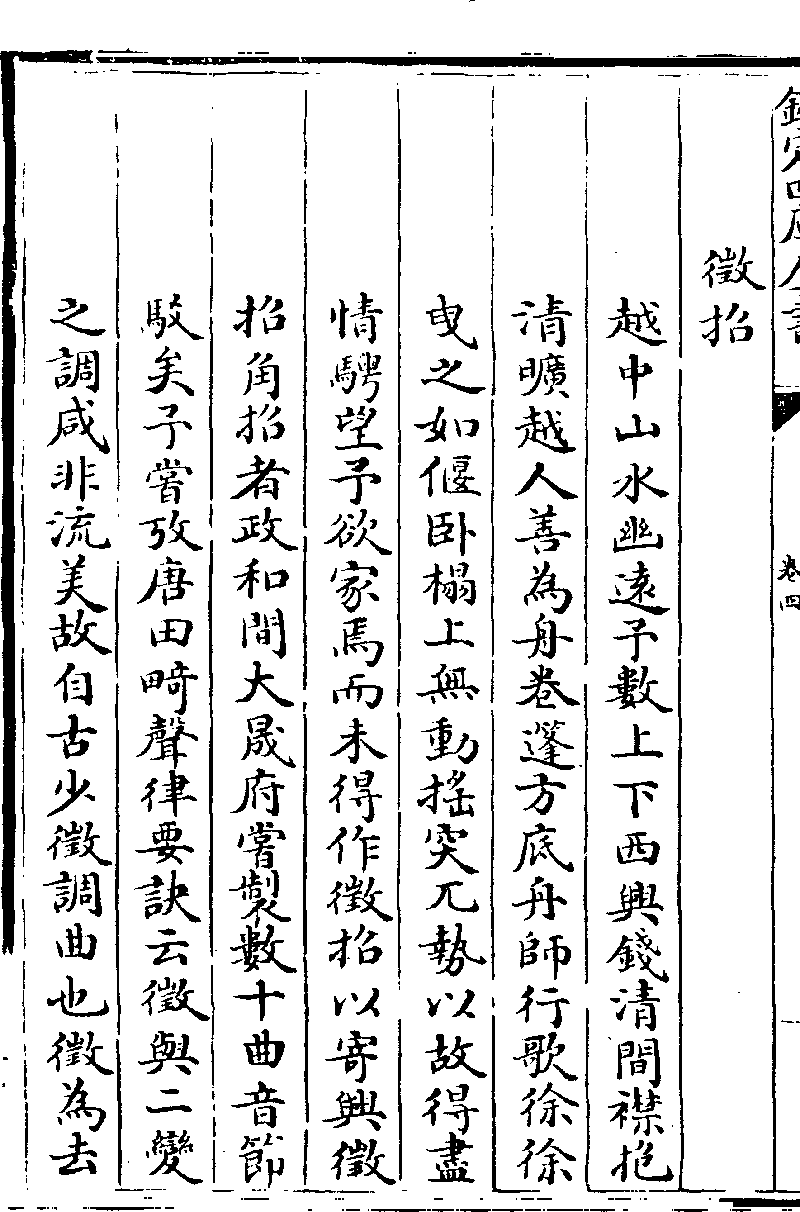 欽定四庫全書
卷四
徵招
越中山水幽遠予數上下西興錢清間襟抱
清曠越人善為舟卷篷方底舟師行歌徐徐
曵之如偃卧榻上無動搖突兀勢以故得盡
情騁望予欲家焉而未得作徵招以寄興徵
招角招者政和間大晟府嘗製數十曲音節
駮矣予嘗攷唐田畸聲律要訣云徵與二變
之調咸非流美故自古少徵調曲也徵為去